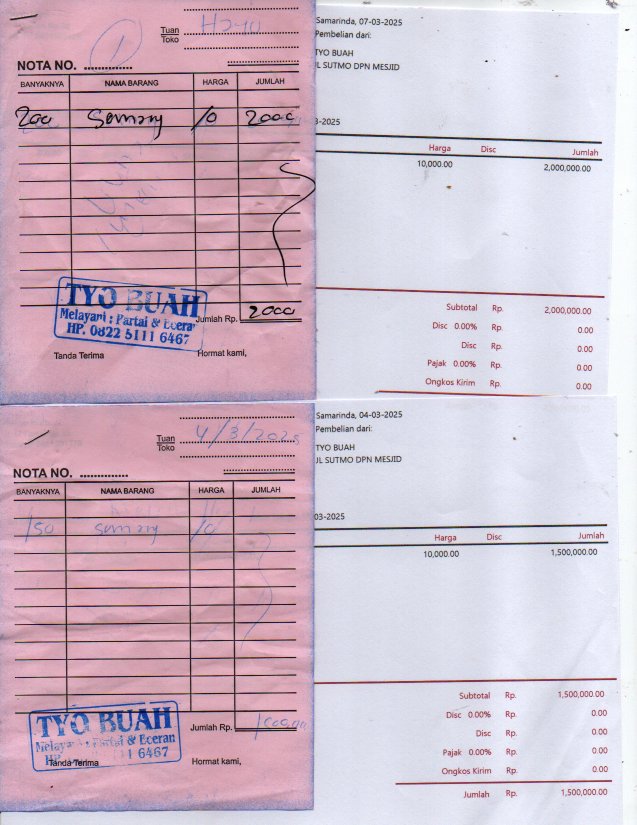 Tuan
Toko
NOTA NO. ..............
BANYAKNYA NAMA BARANG HARGA JUMLAH
200 10 2000
TYO BUAH
Melayani : Partai & Eceran
HP. 0822 5111 6467
Jumlah Rp. 2000
Tanda Terima Hormat kami,
Samarinda, 07-03-2025
Pembelian dari:
TYO BUAH
JL SUTMO DPN MESJID
3-2025
Harga Disc Jumlah
10,000.00 2,000,000.00
Subtotal Rp. 2,000,000.00
Disc 0.00% Rp. 0.00
Disc Rp. 0.00
Pajak 0.00% Rp. 0.00
Ongkos Kirim Rp. 0.00
Tuan 4/3/2025
Toko
NOTA NO. ..............
BANYAKNYA NAMA BARANG HARGA JUMLAH
150 10
TYO BUAH
& Eceran
1 6467
Jumlah Rp.
Tanda Terima Hormat kami,
Samarinda, 04-03-2025
Pembelian dari:
TYO BUAH
JL SUTMO DPN MESJID
03-2025
Harga Disc Jumlah
10,000.00 1,500,000.00
Subtotal Rp. 1,500,000.00
Disc 0.00% Rp. 0.00
Disc Rp. 0.00
Pajak 0.00% Rp. 0.00
Ongkos Kirim Rp. 0.00
Jumlah Rp. 1,500,000.00